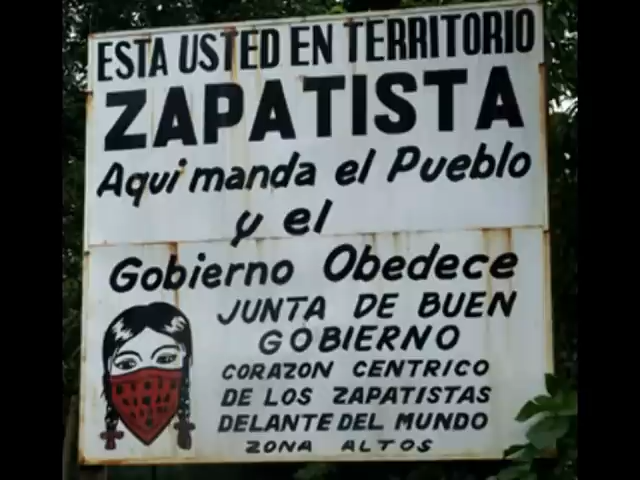 ESTA USTED EN TERRITORIO
ZAPATISTA
Aqui manda el Pueblo
y el
Gobierno Obedece
JUNTA DE BUEN
GOBIERNO
CORAZON CENTRICO
DE LOS ZAPATISTAS
DELANTE DEL MUNDO
ZONA ALTOS